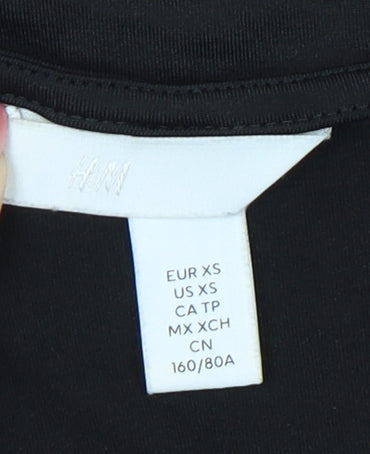 H&M
EUR XS
US XS
CA TP
MX XCH
CN
160/80A